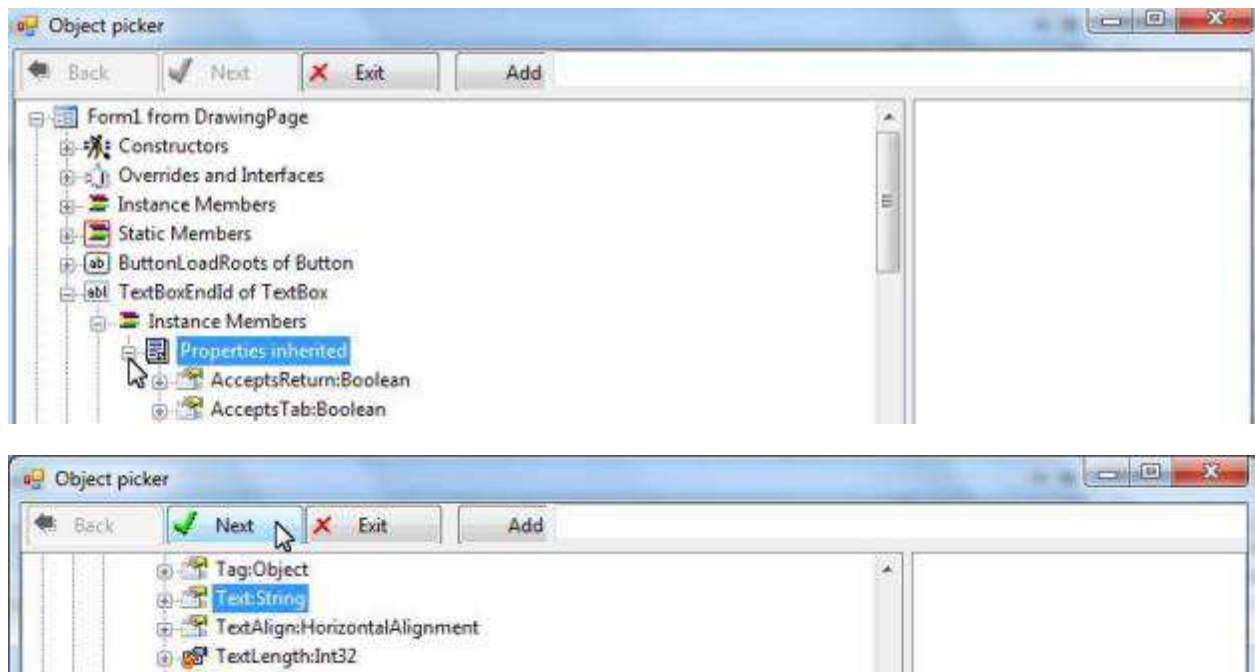 Object picker
Back Next Exit Add
Form1 from DrawingPage
Constructors
Overrides and Interfaces
Instance Members
Static Members
ButtonLoadRoots of Button
TextBoxEndId of TextBox
Instance Members
Properties inherited
AcceptsReturn:Boolean
AcceptsTab:Boolean
Object picker
Back Next Exit Add
Tag:Object
Text:String
TextAlign:HorizontalAlignment
TextLength:Int32